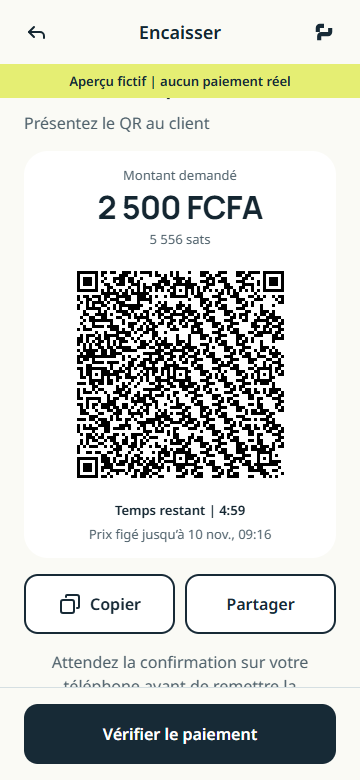 Encaisser
Aperçu fictif | aucun paiement réel
Présentez le QR au client
Montant demandé
2 500 FCFA
5 556 sats
Temps restant | 4:59
Prix figé jusqu’à 10 nov., 09:16
Copier
Partager
Attendez la confirmation sur votre
téléphone avant de remettre la
Vérifier le paiement